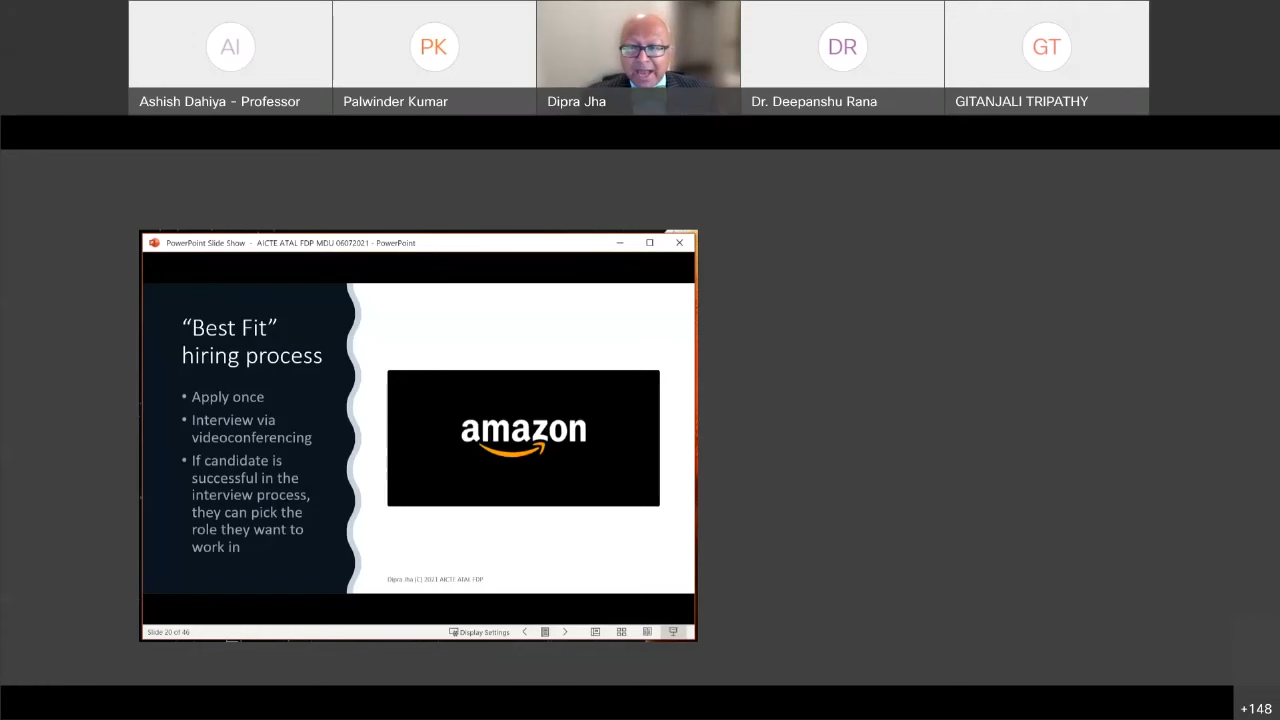 AI
PK
DR
GT
Ashish Dahiya - Professor
Palwinder Kumar
Dipra Jha
Dr. Deepanshu Rana
GITANJALI TRIPATHY
PowerPoint Slide Show - AICTE ATAL FDP MDU 06072021 - PowerPoint
“Best Fit”
hiring process
• Apply once
• Interview via
videoconferencing
• If candidate is
successful in the
interview process,
they can pick the
role they want to
work in
amazon
Dipra Jha (C) 2021 AICTE ATAL FDP
Slide 20 of 46
Display Settings
+148